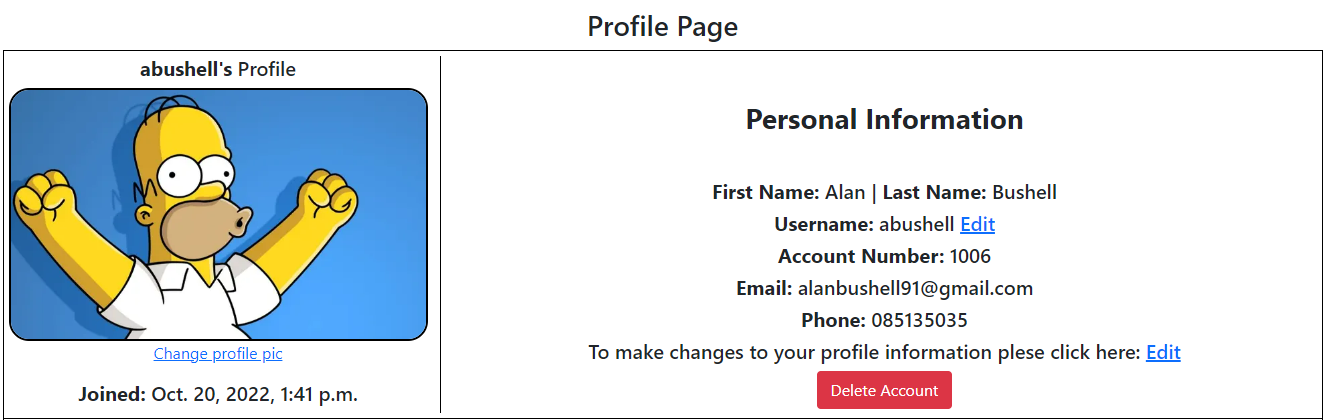 Profile Page
abushell's Profile
Change profile pic
Joined: Oct. 20, 2022, 1:41 p.m.
Personal Information
First Name: Alan | Last Name: Bushell
Username: abushell Edit
Account Number: 1006
Email: alanbushell91@gmail.com
Phone: 085135035
To make changes to your profile information plese click here: Edit
Delete Account